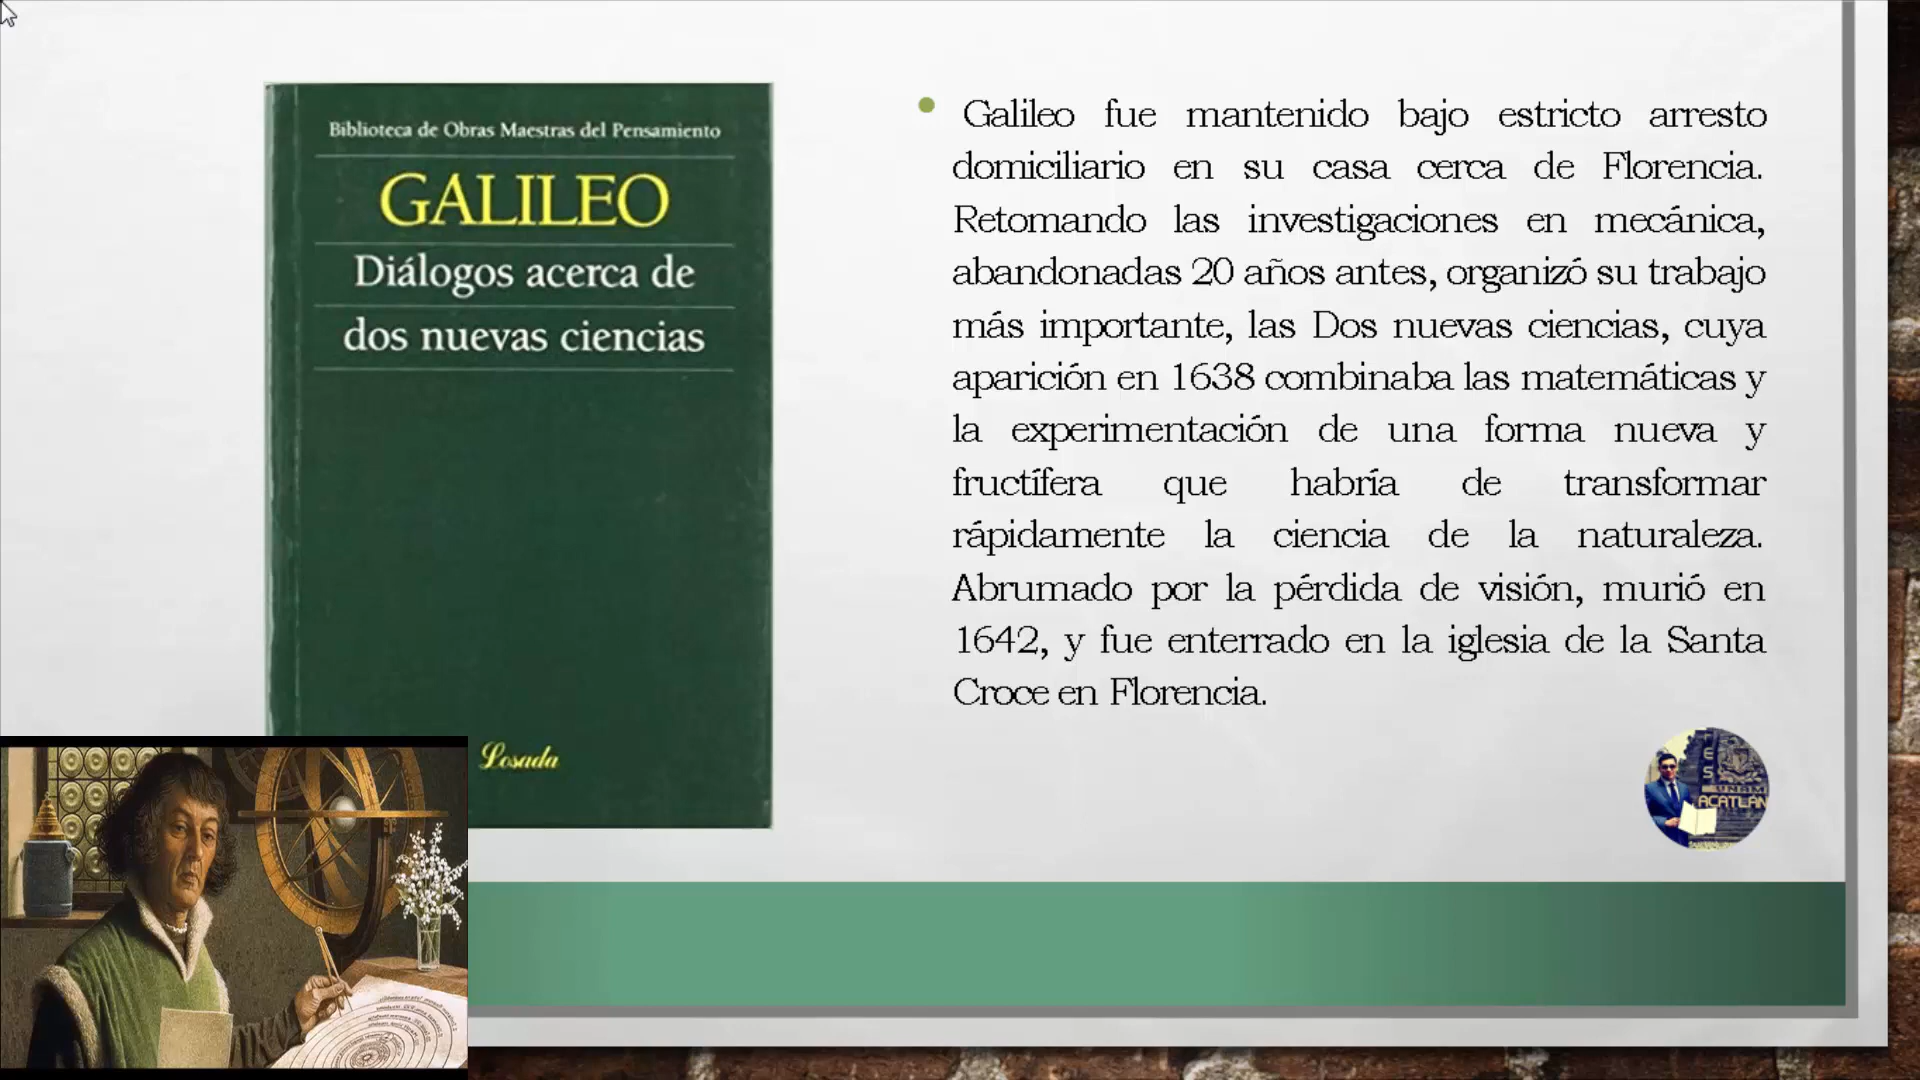 Biblioteca de Obras Maestras del Pensamiento
GALILEO
Diálogos acerca de
dos nuevas ciencias
Losada
Galileo fue mantenido bajo estricto arresto
domiciliario en su casa cerca de Florencia.
Retomando las investigaciones en mecánica,
abandonadas 20 años antes, organizó su trabajo
más importante, las Dos nuevas ciencias, cuya
aparición en 1638 combinaba las matemáticas y
la experimentación de una forma nueva y
fructífera que habría de transformar
rápidamente la ciencia de la naturaleza.
Abrumado por la pérdida de visión, murió en
1642, y fue enterrado en la iglesia de la Santa
Croce en Florencia.
UNAM
ACATLÁN